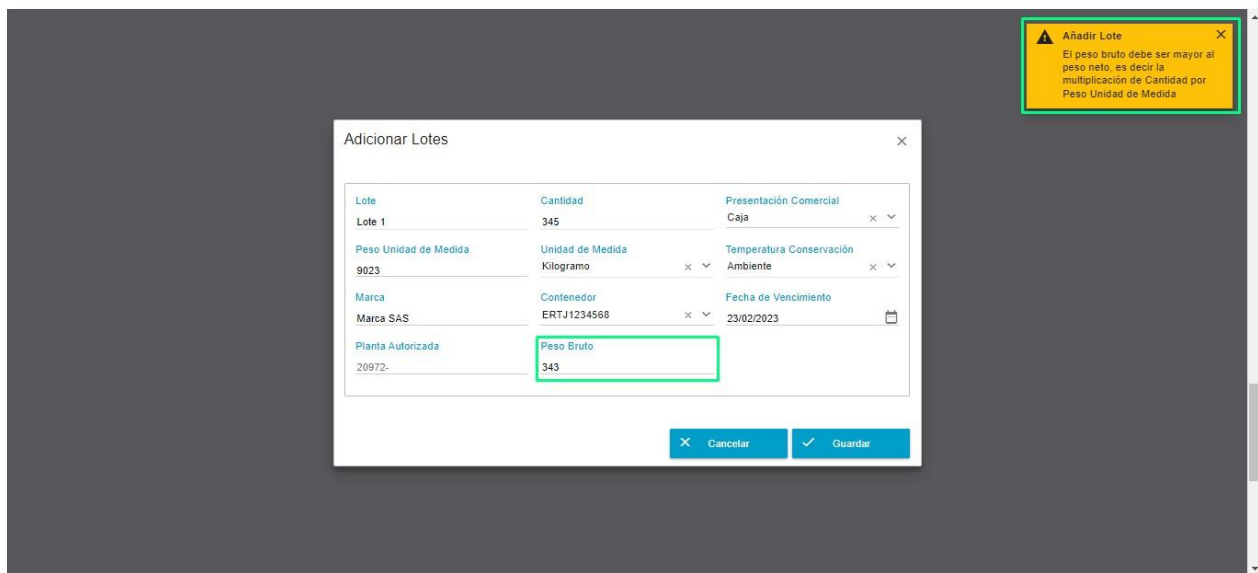 Añadir Lote
El peso bruto debe ser mayor al
peso neto, es decir la
multiplicación de Cantidad por
Peso Unidad de Medida
Adicionar Lotes
Lote
Cantidad
Presentación Comercial
Lote 1
345
Caja
Peso Unidad de Medida
Unidad de Medida
Temperatura Conservación
9023
Kilogramo
Ambiente
Marca
Contenedor
Fecha de Vencimiento
Marca SAS
ERTJ1234568
23/02/2023
Planta Autorizada
Peso Bruto
20972-
343
Cancelar
Guardar